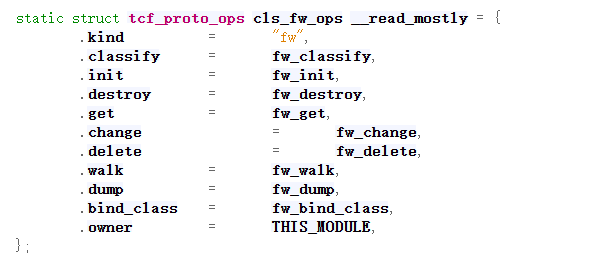 static struct tcf_proto_ops cls_fw_ops __read_mostly = {
.kind = "fw",
.classify = fw_classify,
.init = fw_init,
.destroy = fw_destroy,
.get = fw_get,
.change = fw_change,
.delete = fw_delete,
.walk = fw_walk,
.dump = fw_dump,
.bind_class = fw_bind_class,
.owner = THIS_MODULE,
};